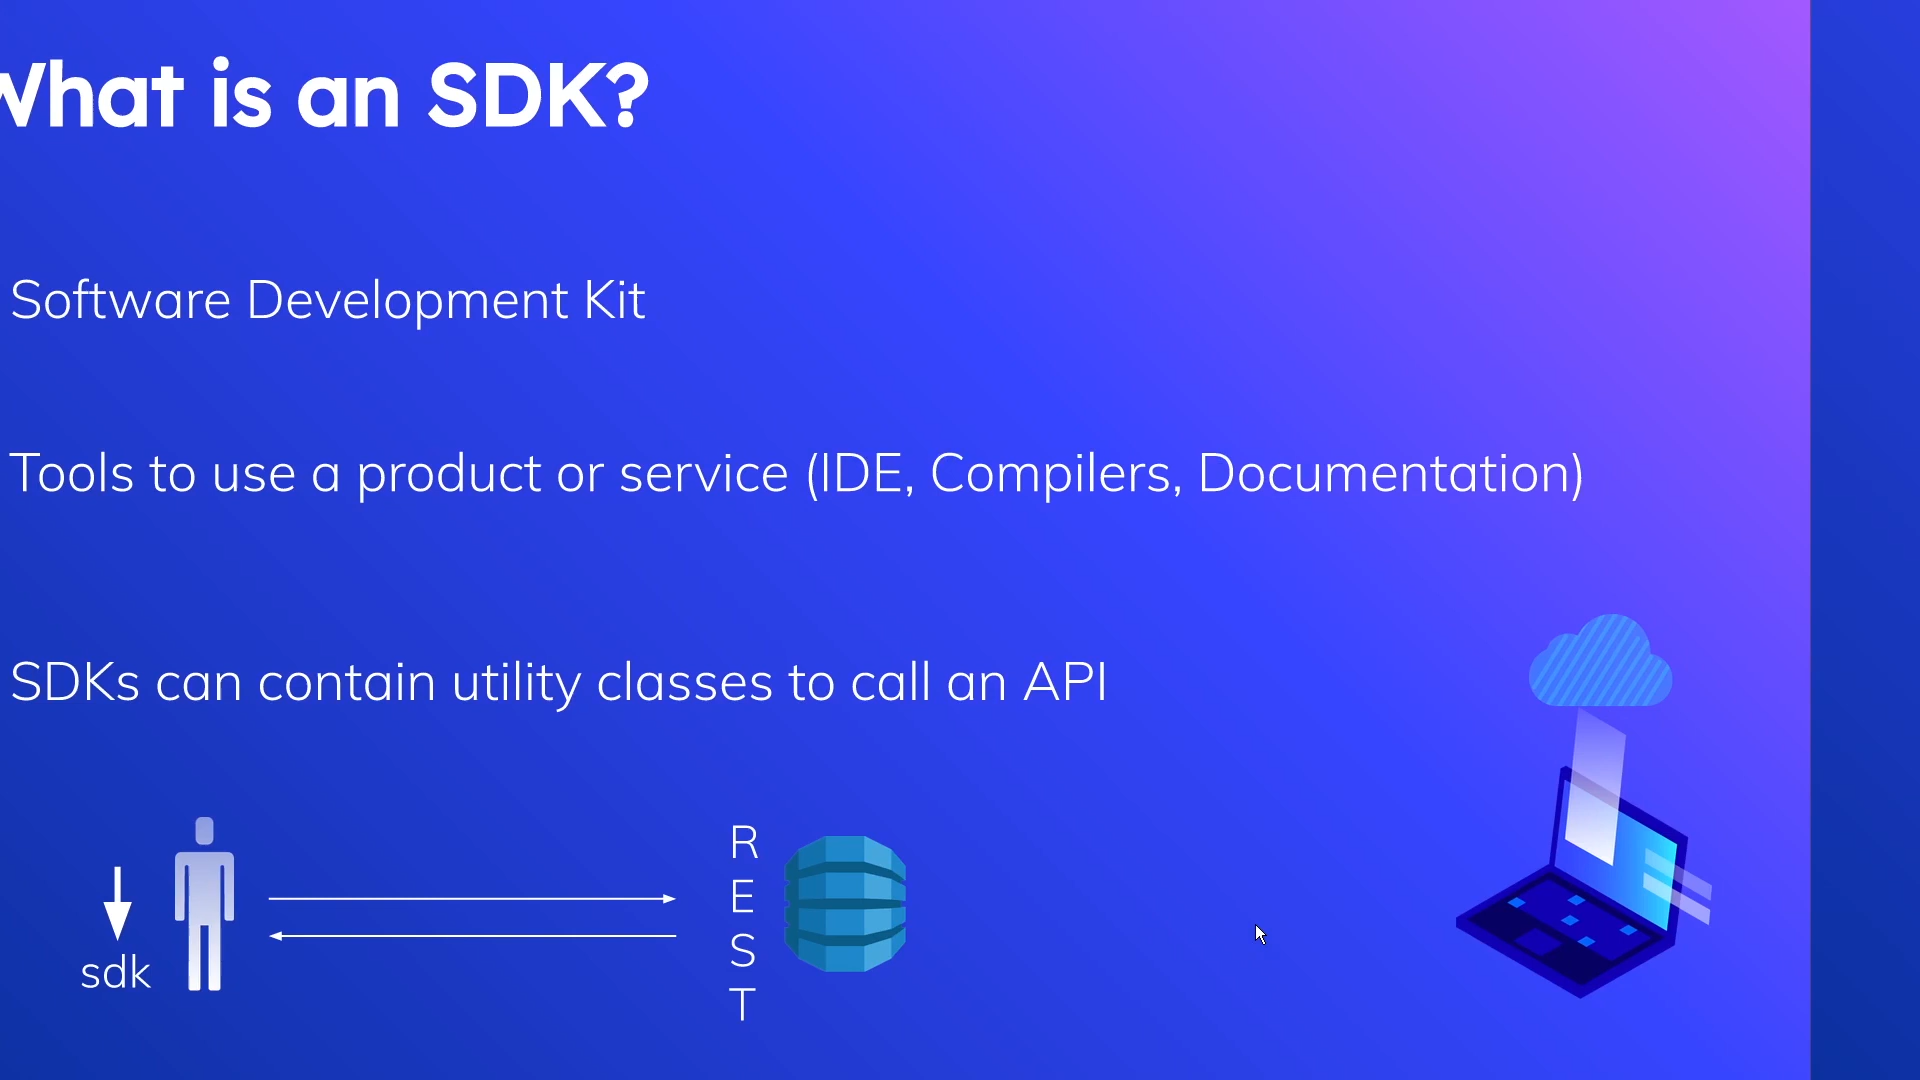 What is an SDK?
Software Development Kit
Tools to use a product or service (IDE, Compilers, Documentation)
SDKs can contain utility classes to call an API
sdk
R
E
S
T